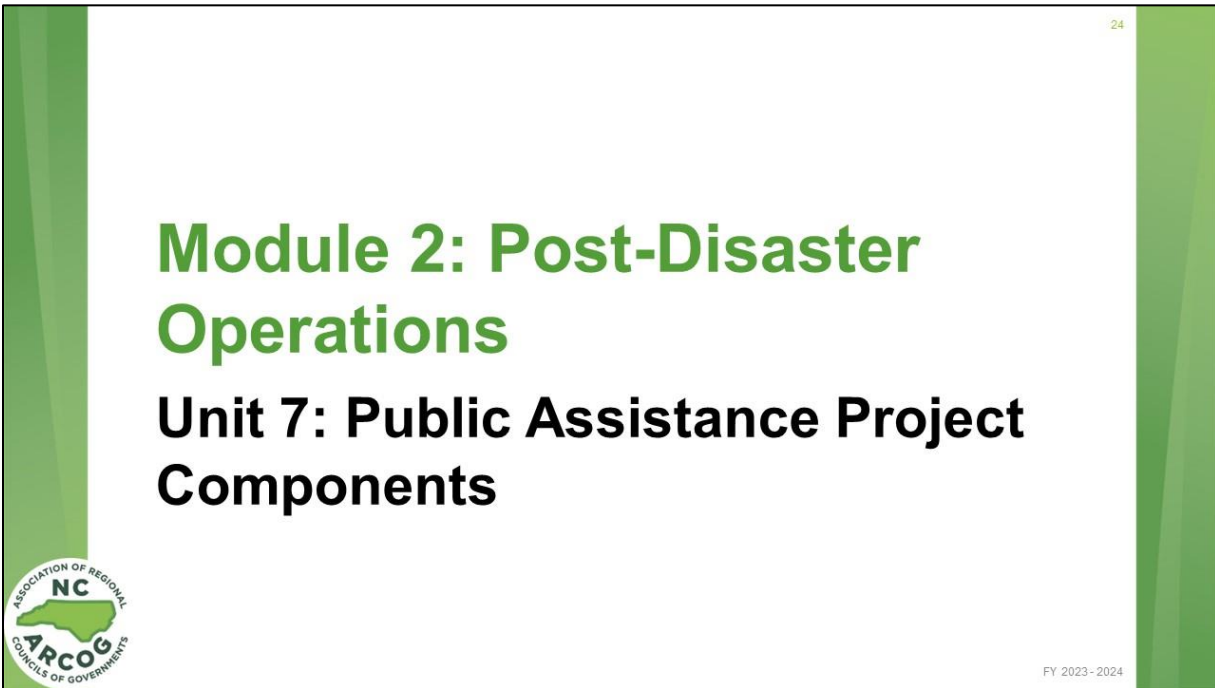 24
Module 2: Post-Disaster
Operations
Unit 7: Public Assistance Project
Components
ASSOCIATION OF REGIONAL
NC
ARCOG
COUNCILS OF GOVERNMENTS
FY 2023 - 2024